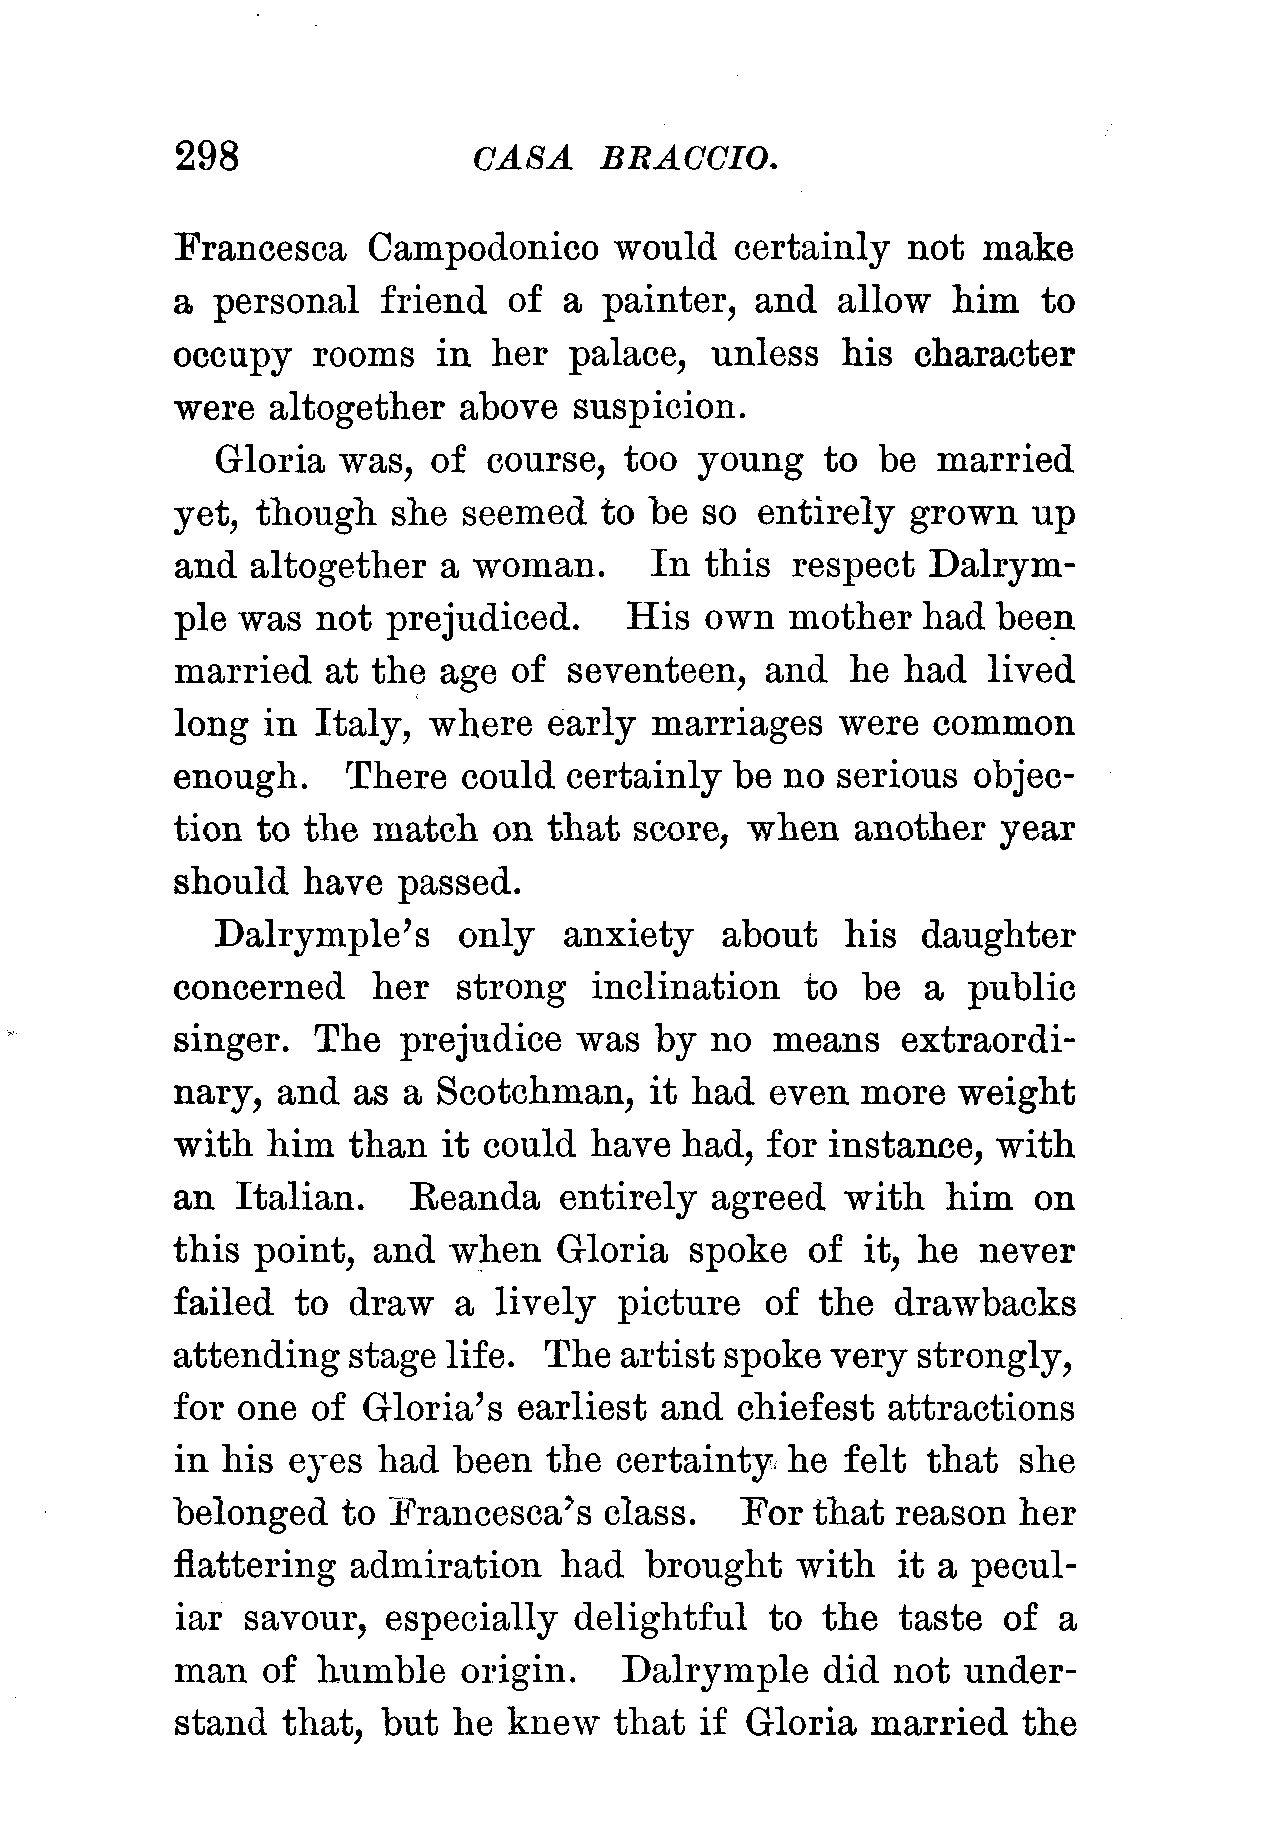 298 CASA BRACCIO.
Francesca Campodonico would certainly not make
a personal friend of a painter, and allow him to
occupy rooms in her palace, unless his character
were altogether above suspicion.
Gloria was, of course, too young to be married
yet, though she seemed to be so entirely grown up
and altogether a woman. In this respect Dalrym-
ple was not prejudiced. His own mother had been
married at the age of seventeen, and he had lived
long in Italy, where early marriages were common
enough. There could certainly be no serious objec-
tion to the match on that score, when another year
should have passed.
Dalrymple's only anxiety about his daughter
concerned her strong inclination to be a public
singer. The prejudice was by no means extraordi-
nary, and as a Scotchman, it had even more weight
with him than it could have had, for instance, with
an Italian. Reanda entirely agreed with him on
this point, and when Gloria spoke of it, he never
failed to draw a lively picture of the drawbacks
attending stage life. The artist spoke very strongly,
for one of Gloria's earliest and chiefest attractions
in his eyes had been the certainty he felt that she
belonged to Francesca's class. For that reason her
flattering admiration had brought with it a pecul-
iar savour, especially delightful to the taste of a
man of humble origin. Dalrymple did not under-
stand that, but he knew that if Gloria married the